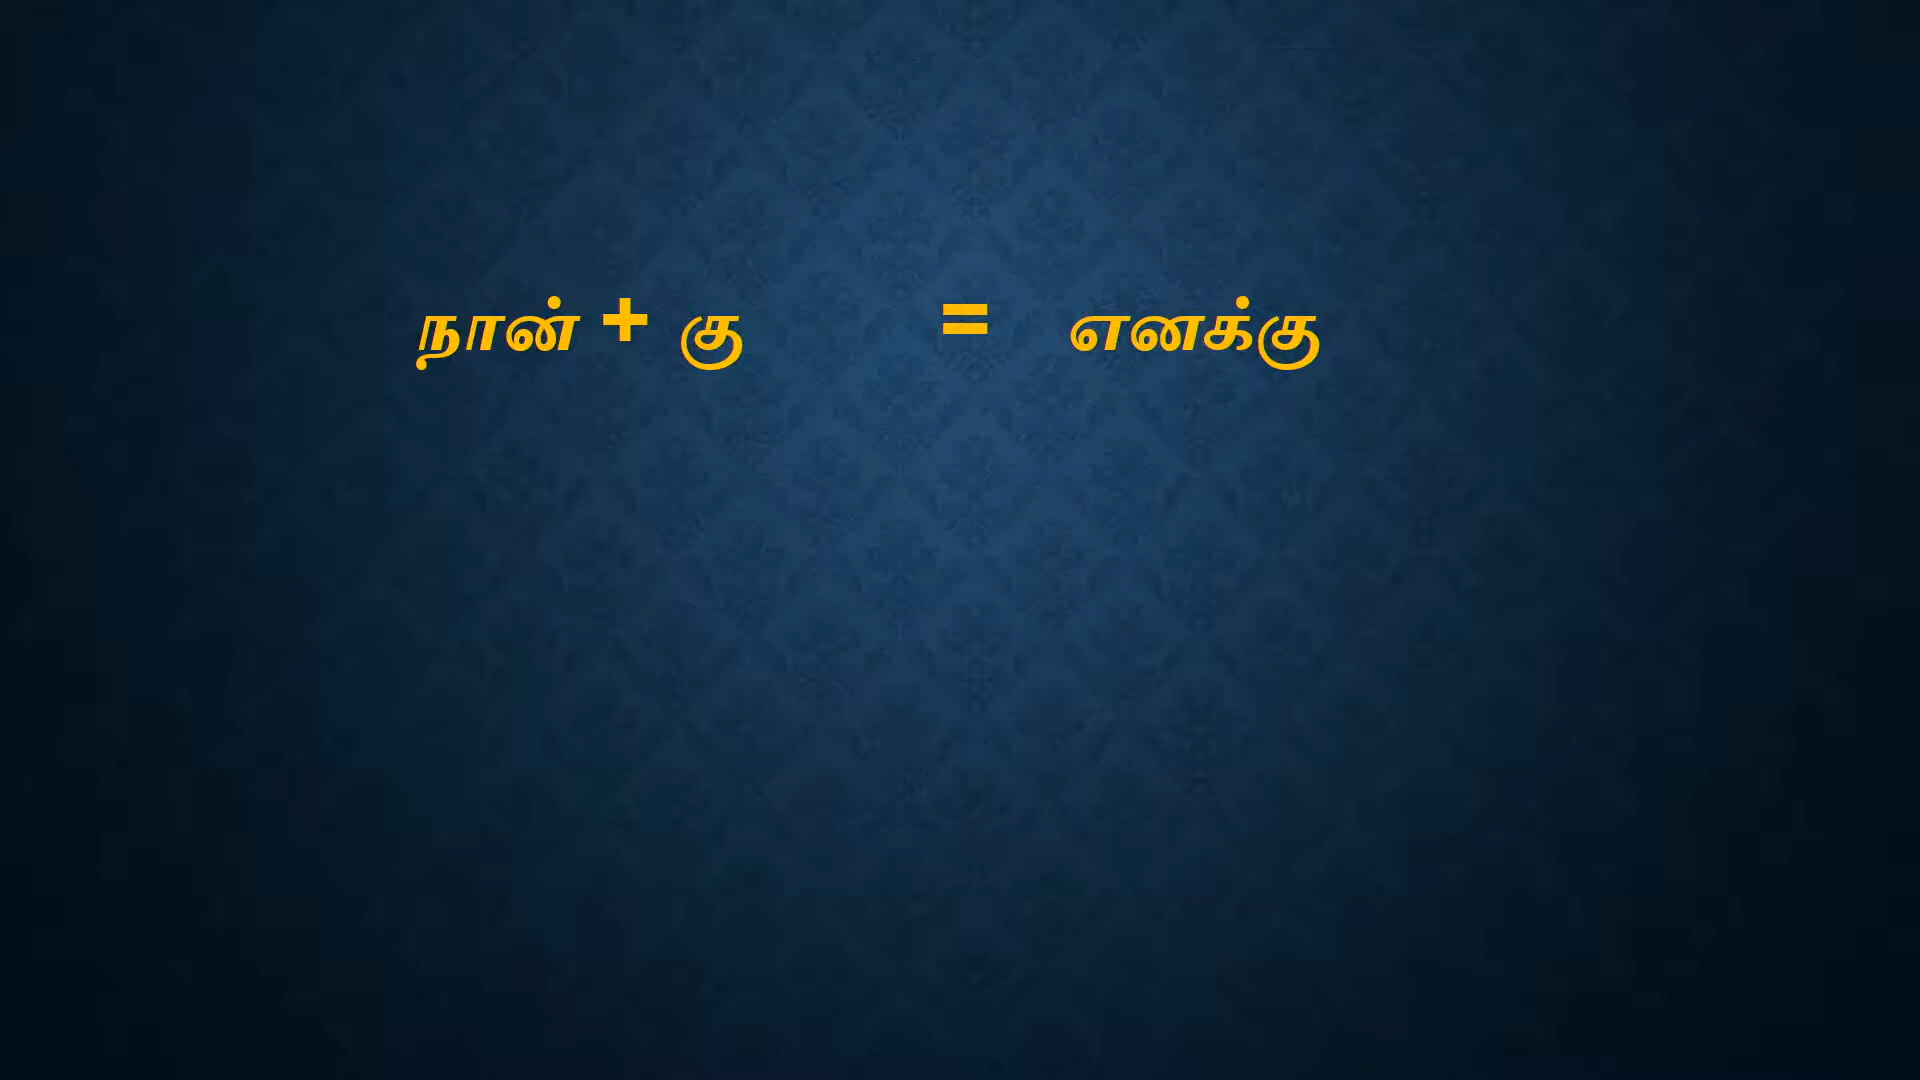 நான் + கு = எனக்கு